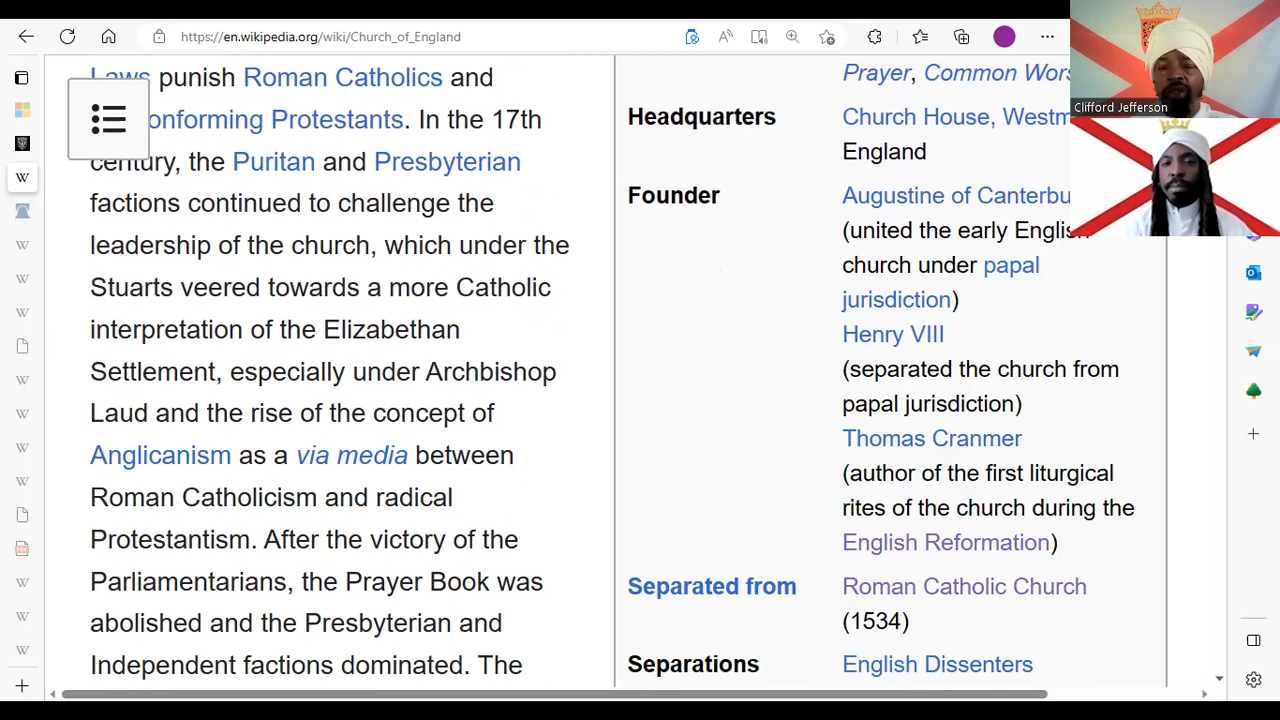 https://en.wikipedia.org/wiki/Church_of_England
Clifford Jefferson
Laws punish Roman Catholics and
onforming Protestants. In the 17th
century, the Puritan and Presbyterian
factions continued to challenge the
leadership of the church, which under the
Stuarts veered towards a more Catholic
interpretation of the Elizabethan
Settlement, especially under Archbishop
Laud and the rise of the concept of
Anglicanism as a via media between
Roman Catholicism and radical
Protestantism. After the victory of the
Parliamentarians, the Prayer Book was
abolished and the Presbyterian and
Independent factions dominated. The
Prayer, Common Wors
Headquarters Church House, Westm
England
Founder Augustine of Canterbu
(united the early English
church under papal
jurisdiction)
Henry VIII
(separated the church from
papal jurisdiction)
Thomas Cranmer
(author of the first liturgical
rites of the church during the
English Reformation)
Separated from Roman Catholic Church
(1534)
Separations English Dissenters